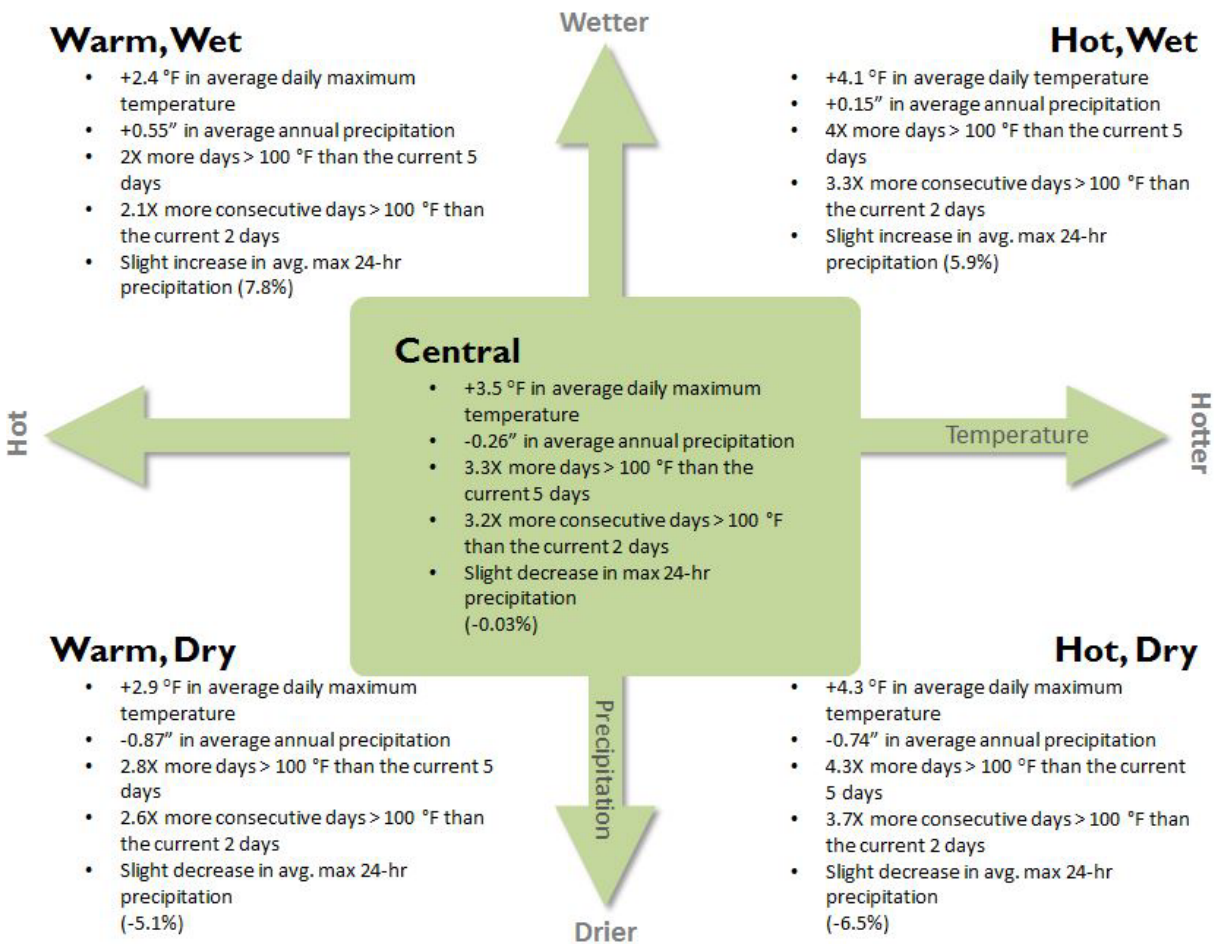 Wetter
Warm, Wet
• +2.4 °F in average daily maximum
temperature
• +0.55” in average annual precipitation
• 2X more days > 100 °F than the current 5
days
• 2.1X more consecutive days > 100 °F than
the current 2 days
• Slight increase in avg. max 24-hr
precipitation (7.8%)
Hot, Wet
• +4.1 °F in average daily temperature
• +0.15” in average annual precipitation
• 4X more days > 100 °F than the current 5
days
• 3.3X more consecutive days > 100 °F than
the current 2 days
• Slight increase in avg. max 24-hr
precipitation (5.9%)
Central
• +3.5 °F in average daily maximum
temperature
• -0.26” in average annual precipitation
• 3.3X more days > 100 °F than the
current 5 days
• 3.2X more consecutive days > 100 °F
than the current 2 days
• Slight decrease in max 24-hr
precipitation
(-0.03%)
Hot
Temperature
Hotter
Warm, Dry
• +2.9 °F in average daily maximum
temperature
• -0.87” in average annual precipitation
• 2.8X more days > 100 °F than the current 5
days
• 2.6X more consecutive days > 100 °F than
the current 2 days
• Slight decrease in avg. max 24-hr
precipitation
(-5.1%)
Precipitation
Hot, Dry
• +4.3 °F in average daily maximum
temperature
• -0.74” in average annual precipitation
• 4.3X more days > 100 °F than the current
5 days
• 3.7X more consecutive days > 100 °F than
the current 2 days
• Slight decrease in avg. max 24-hr
precipitation
(-6.5%)
Drier